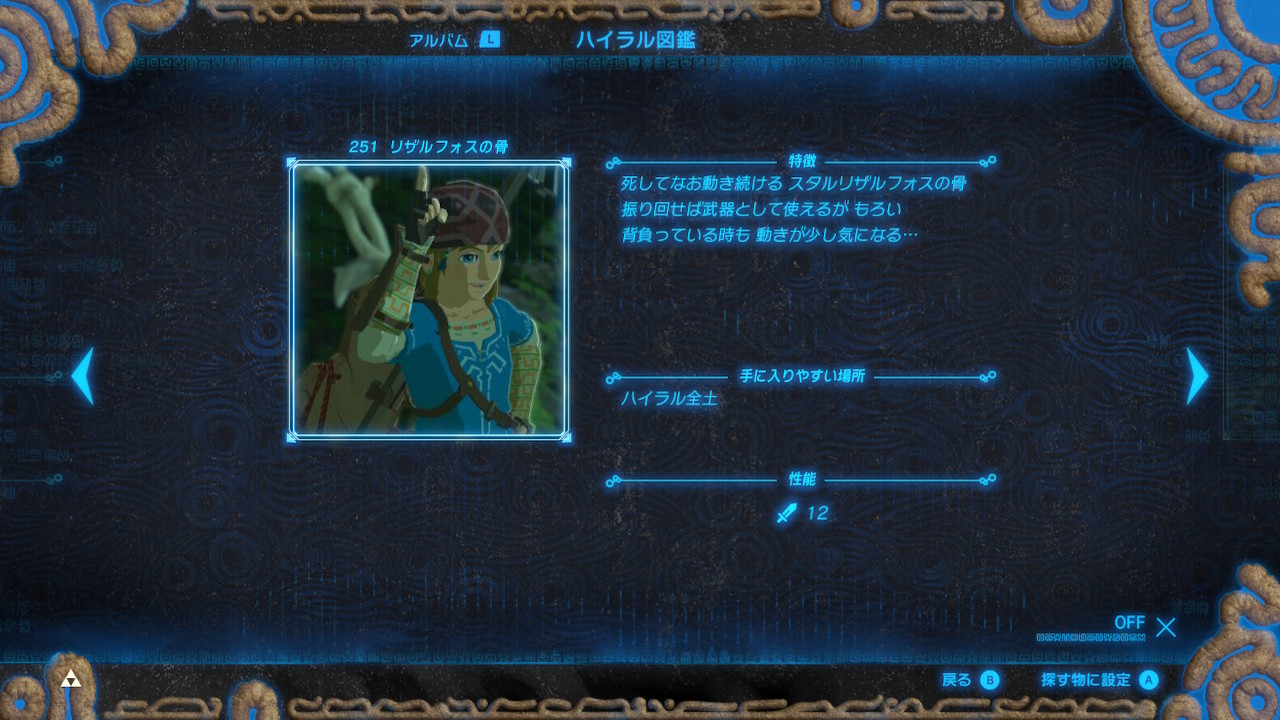 アルバム L
ハイラル図鑑
251 リザルフォスの骨
特徴
死してなお動き続ける スタルリザルフォスの骨
振り回せば武器として使えるが もろい
背負っている時も 動きが少し気になる…
手に入りやすい場所
ハイラル全土
性能
12
OFF
戻る B
探す物に設定 A